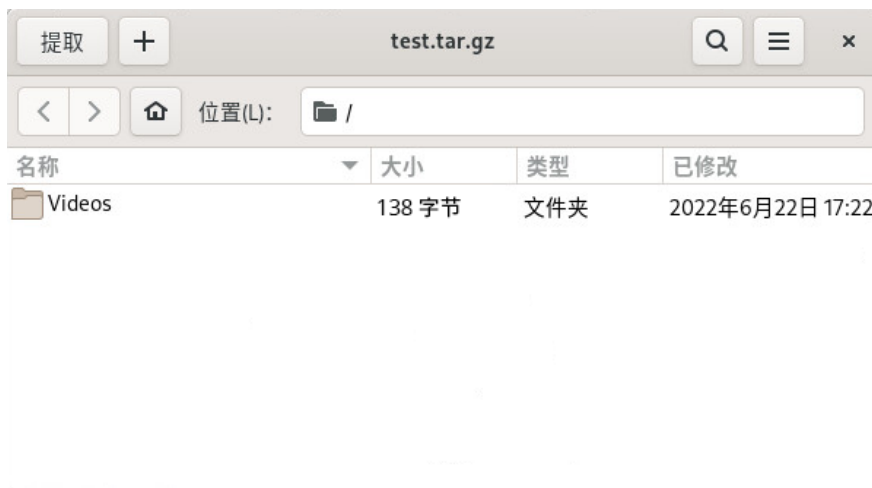 提取 + test.tar.gz
位置(L): /
名称 大小 类型 已修改
Videos 138 字节 文件夹 2022年6月22日 17:22